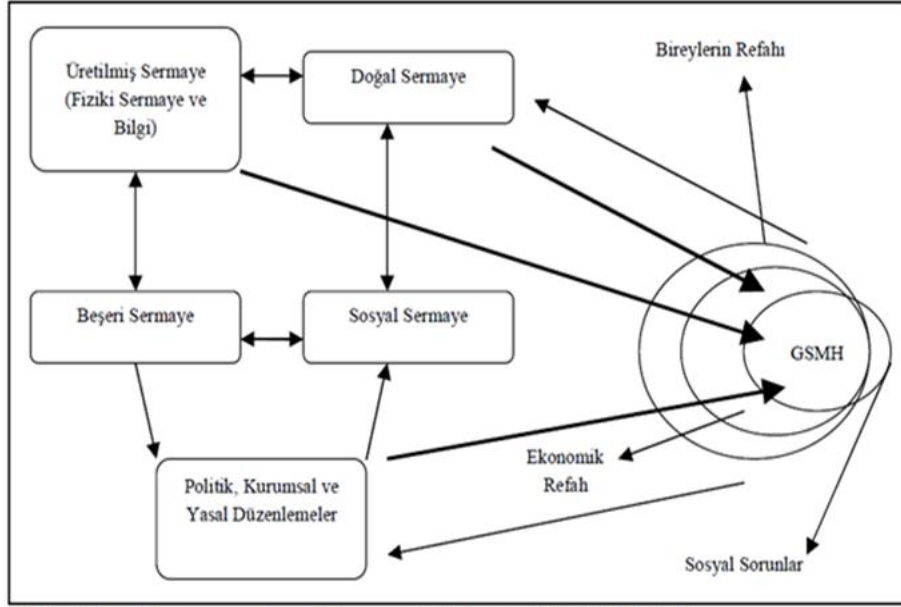 Üretilmiş Sermaye
(Fiziki Sermaye ve
Bilgi)
Doğal Sermaye
Bireylerin Refahı
Beşeri Sermaye
Sosyal Sermaye
GSMH
Politik, Kurumsal ve
Yasal Düzenlemeler
Ekonomik
Refah
Sosyal Sorunlar